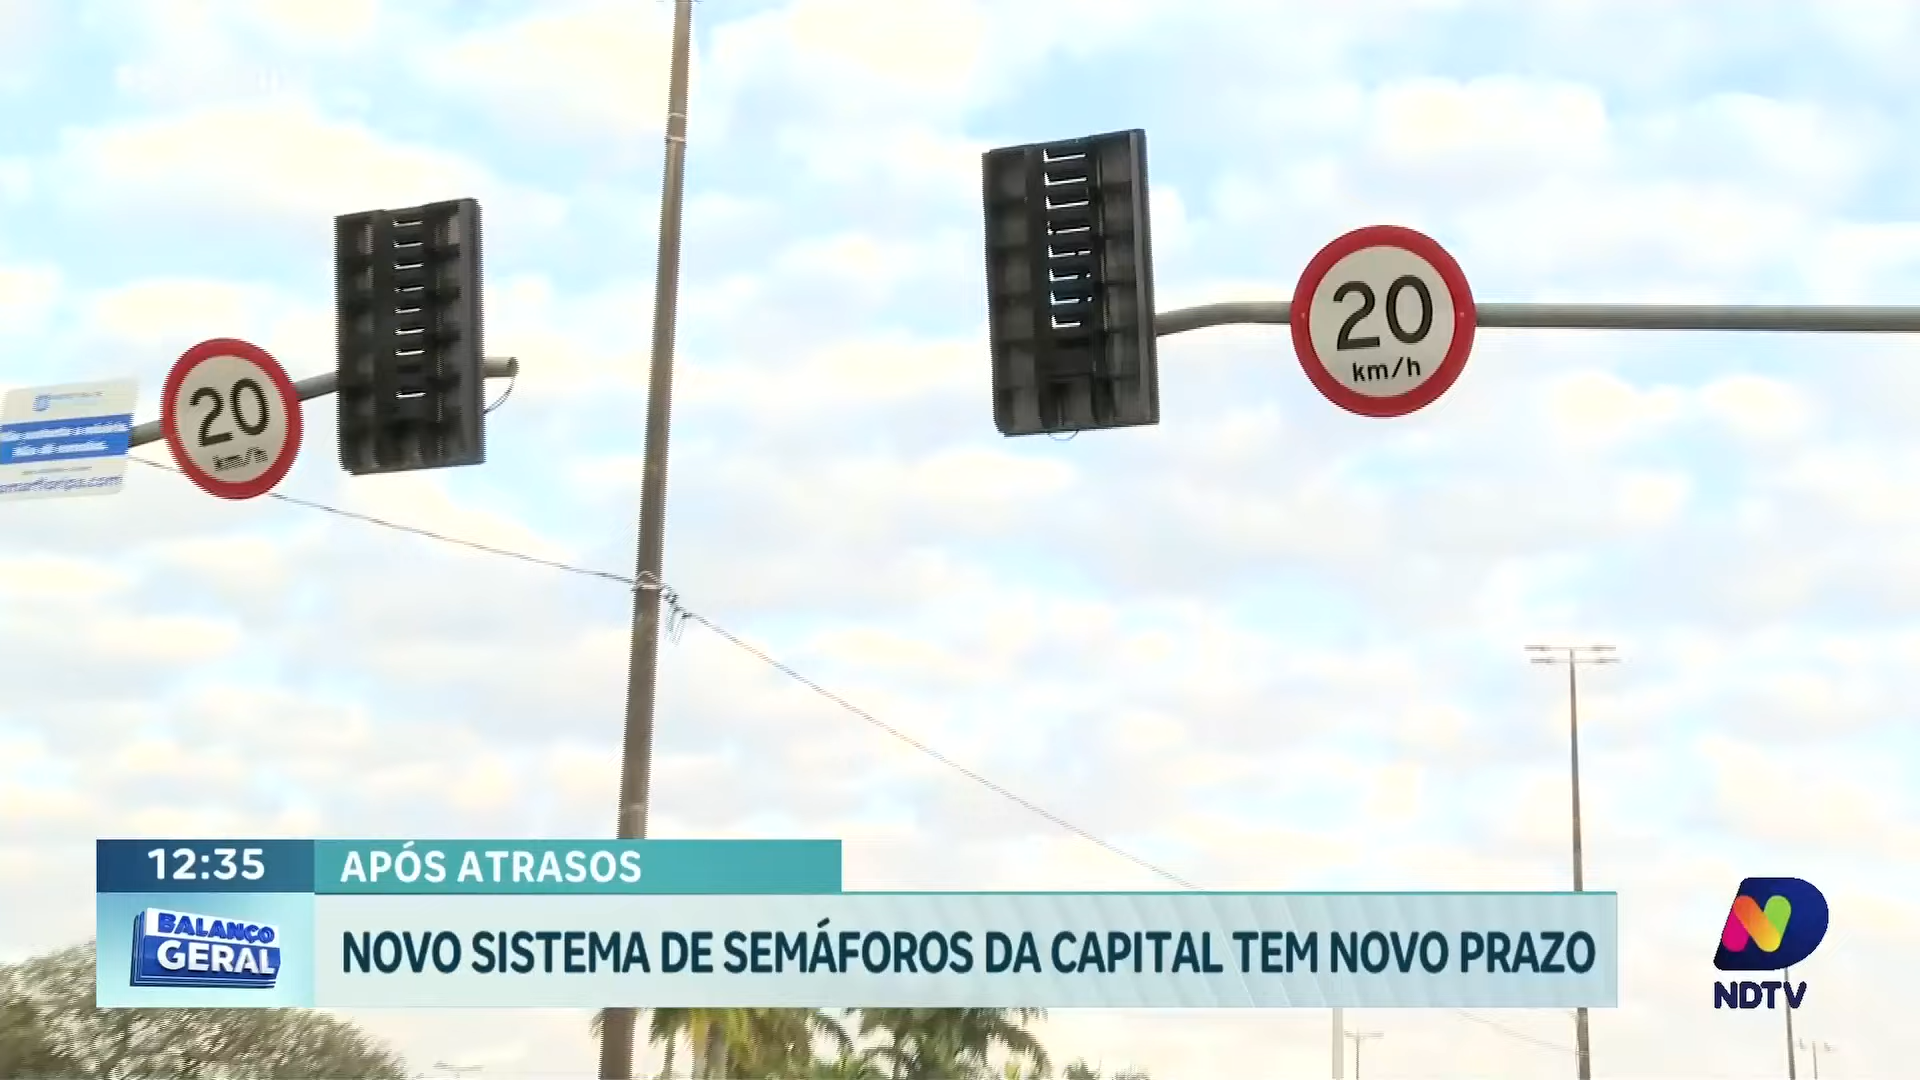 20
km/h
20
km/h
12:35
APÓS ATRASOS
BALANÇO
GERAL
NOVO SISTEMA DE SEMÁFOROS DA CAPITAL TEM NOVO PRAZO
NDTV